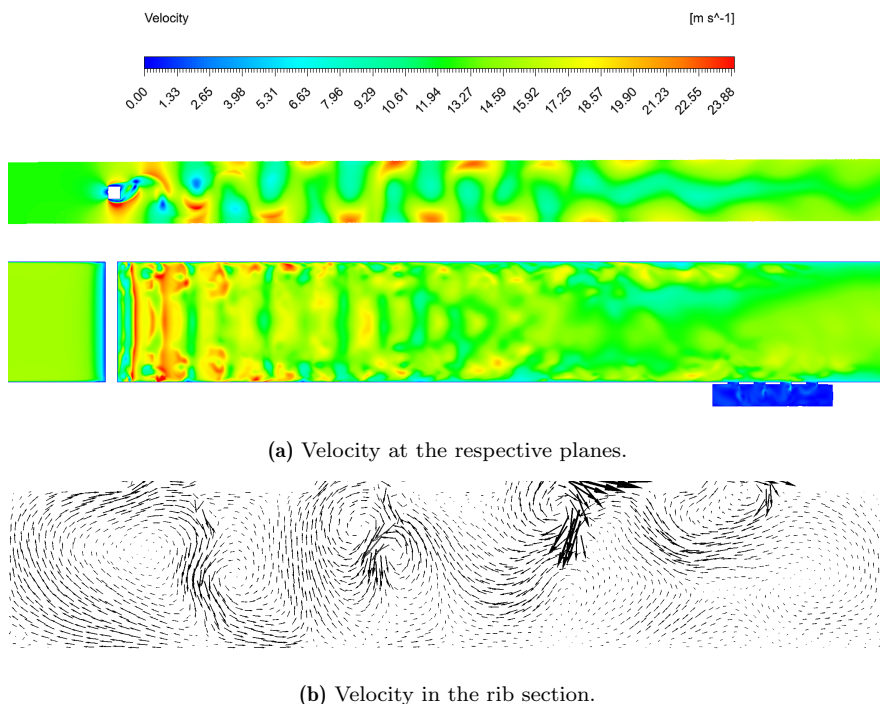 Velocity [m s^-1]
0.00 1.33 2.65 3.98 5.31 6.63 7.96 9.29 10.61 11.94 13.27 14.59 15.92 17.25 18.57 19.90 21.23 22.55 23.88
(a) Velocity at the respective planes.
(b) Velocity in the rib section.